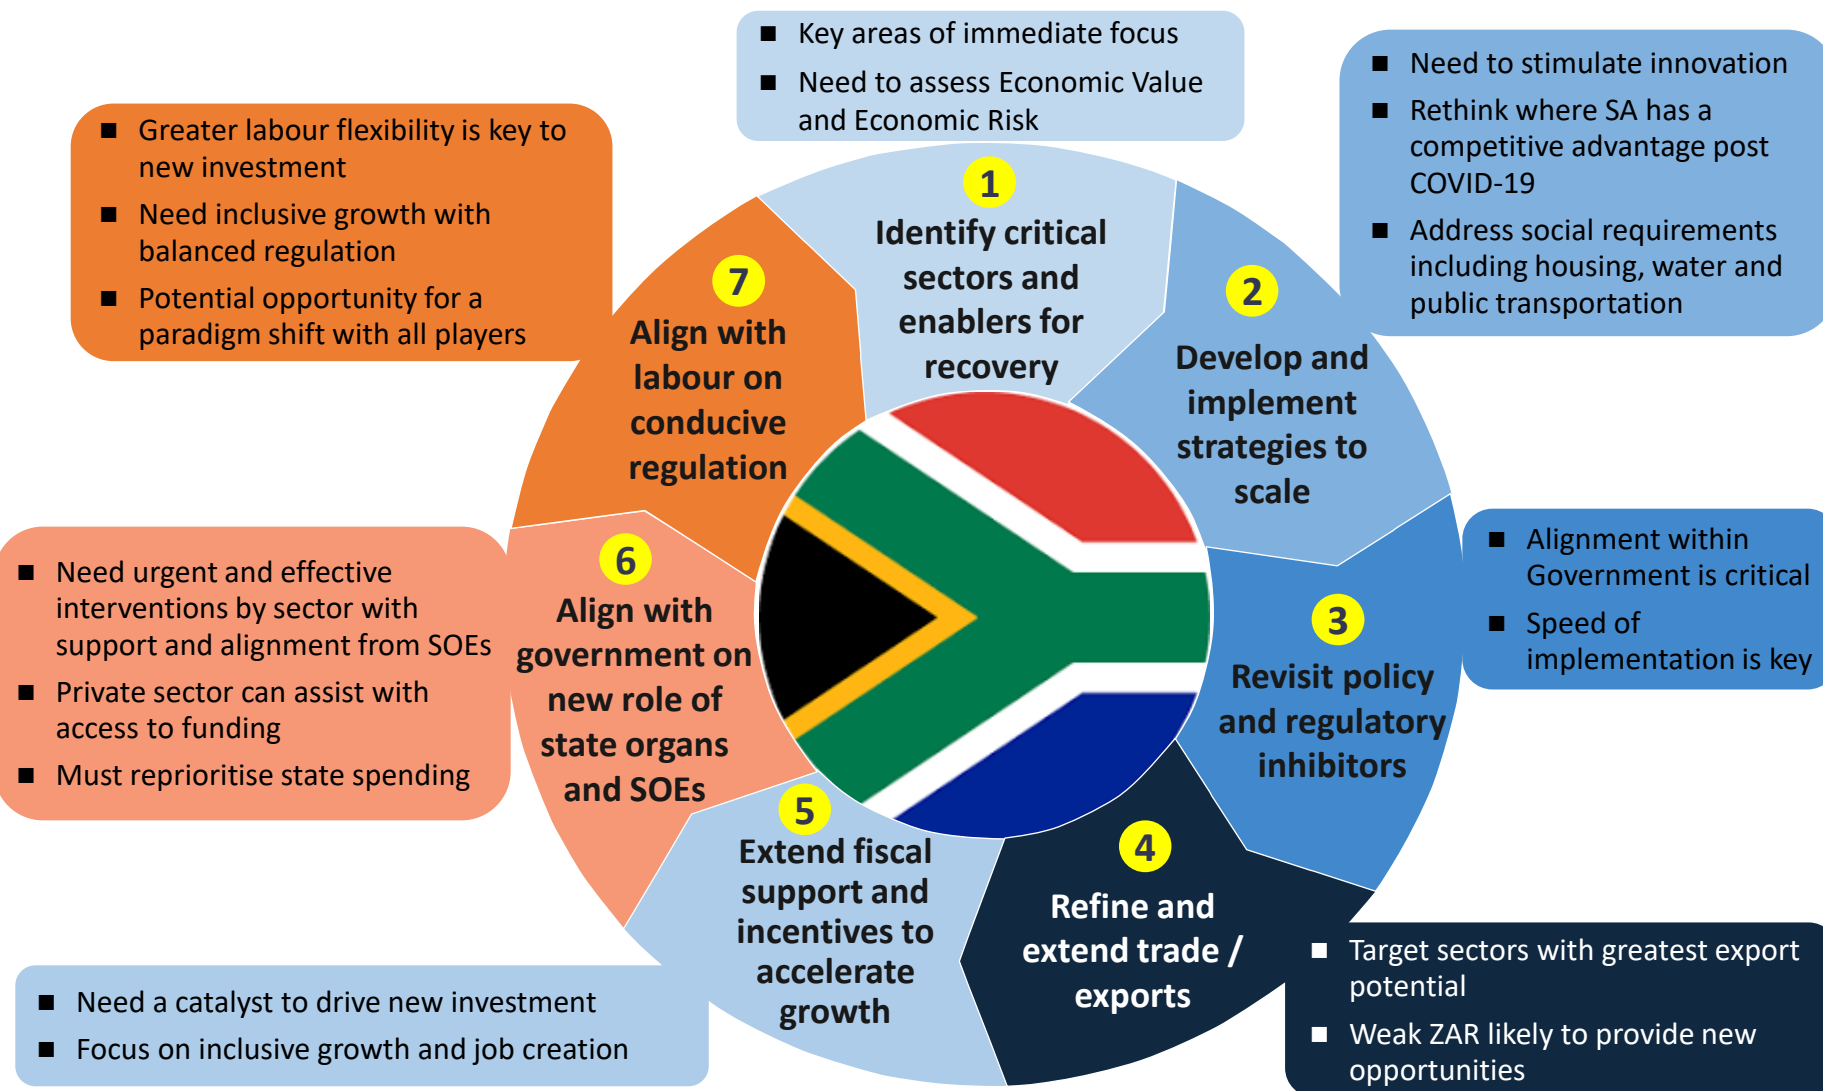 ■ Key areas of immediate focus
■ Need to assess Economic Value
and Economic Risk
1
Identify critical
sectors and
enablers for
recovery
■ Need to stimulate innovation
■ Rethink where SA has a
competitive advantage post
COVID-19
■ Address social requirements
including housing, water and
public transportation
2
Develop and
implement
strategies to
scale
■ Alignment within
Government is critical
■ Speed of
implementation is key
3
Revisit policy
and regulatory
inhibitors
4
Refine and
extend trade /
exports
■ Target sectors with greatest export
potential
■ Weak ZAR likely to provide new
opportunities
5
Extend fiscal
support and
incentives to
accelerate
growth
■ Need a catalyst to drive new investment
■ Focus on inclusive growth and job creation
6
Align with
government on
new role of
state organs
and SOEs
■ Need urgent and effective
interventions by sector with
support and alignment from SOEs
■ Private sector can assist with
access to funding
■ Must reprioritise state spending
7
Align with
labour on
conducive
regulation
■ Greater labour flexibility is key to
new investment
■ Need inclusive growth with
balanced regulation
■ Potential opportunity for a
paradigm shift with all players